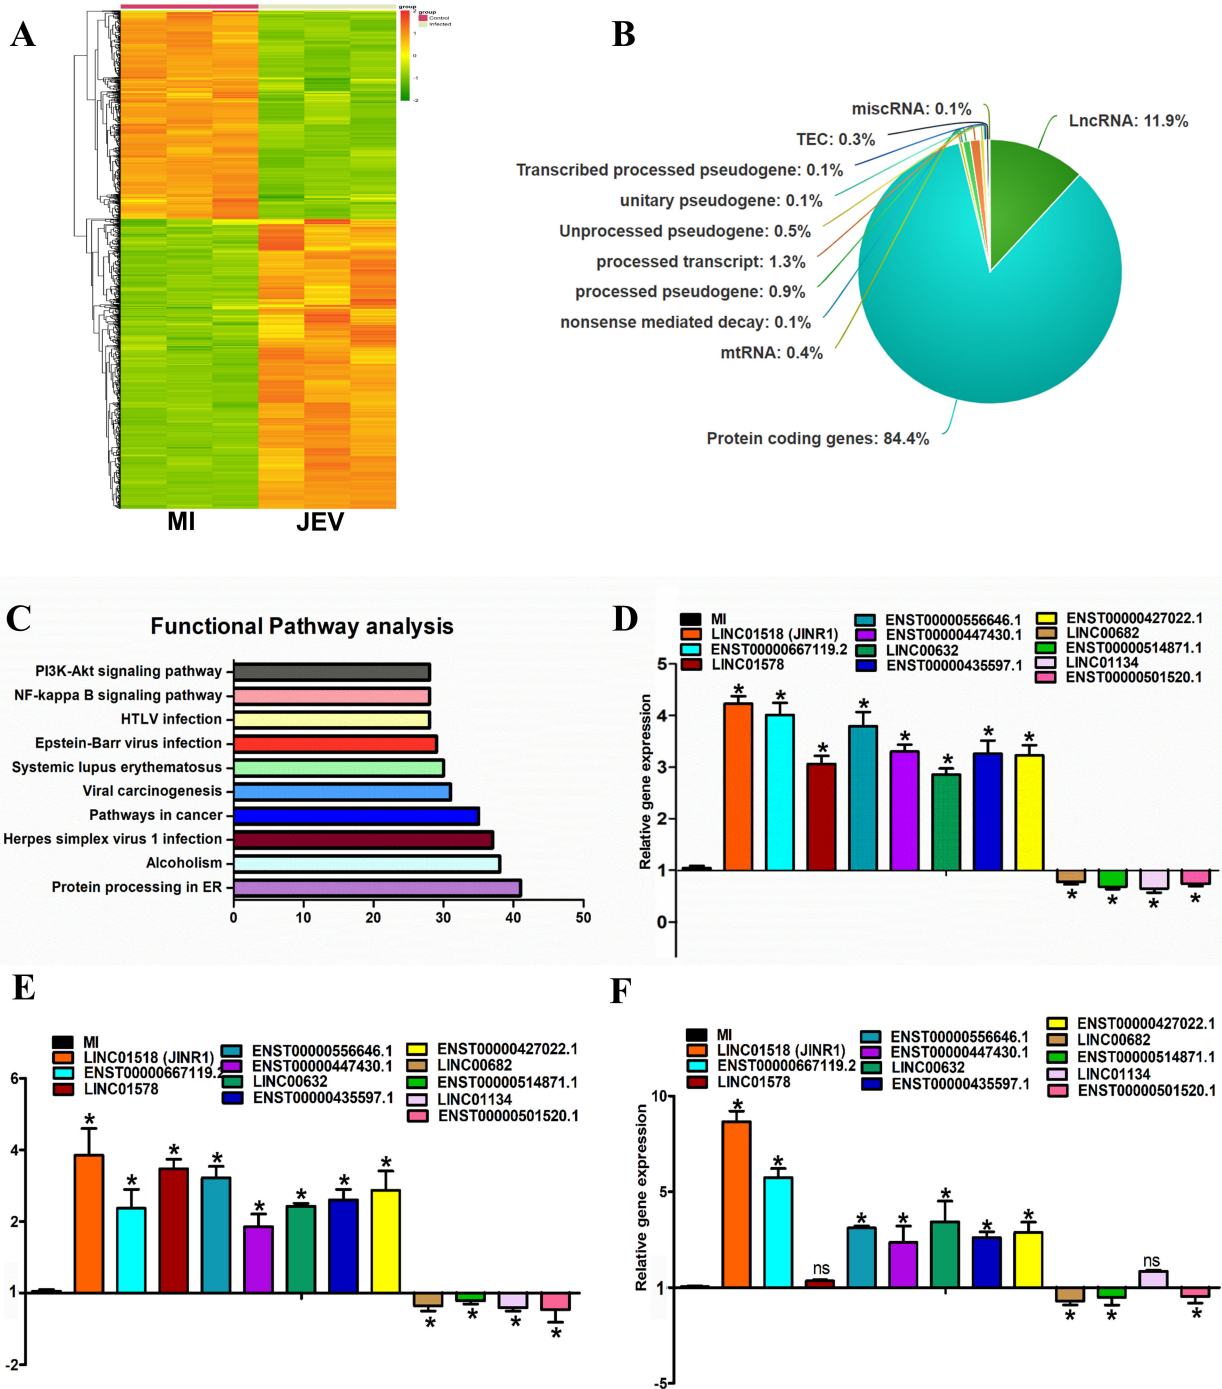 A
group
2
1
0
-1
-2
group
Control
Infected
MI
JEV
B
miscRNA: 0.1%
LncRNA: 11.9%
TEC: 0.3%
Transcribed processed pseudogene: 0.1%
unitary pseudogene: 0.1%
Unprocessed pseudogene: 0.5%
processed transcript: 1.3%
processed pseudogene: 0.9%
nonsense mediated decay: 0.1%
mtRNA: 0.4%
Protein coding genes: 84.4%
C
Functional Pathway analysis
PI3K-Akt signaling pathway
NF-kappa B signaling pathway
HTLV infection
Epstein-Barr virus infection
Systemic lupus erythematosus
Viral carcinogenesis
Pathways in cancer
Herpes simplex virus 1 infection
Alcoholism
Protein processing in ER
0 10 20 30 40 50
D
MI
LINC01518 (JINR1)
ENST00000667119.2
LINC01578
ENST00000556646.1
ENST00000447430.1
LINC00632
ENST00000435597.1
ENST00000427022.1
LINC00682
ENST00000514871.1
LINC01134
ENST00000501520.1
Relative gene expression
5
4
3
2
1
0
* * * * * * * *
* * * *
E
MI
LINC01518 (JINR1)
ENST00000667119.2
LINC01578
ENST00000556646.1
ENST00000447430.1
LINC00632
ENST00000435597.1
ENST00000427022.1
LINC00682
ENST00000514871.1
LINC01134
ENST00000501520.1
6
4
2
1
-2
* * * * * * * *
* * * *
F
MI
LINC01518 (JINR1)
ENST00000667119.2
LINC01578
ENST00000556646.1
ENST00000447430.1
LINC00632
ENST00000435597.1
ENST00000427022.1
LINC00682
ENST00000514871.1
LINC01134
ENST00000501520.1
Relative gene expression
10
5
1
-5
* * ns * * * * * ns
* * *